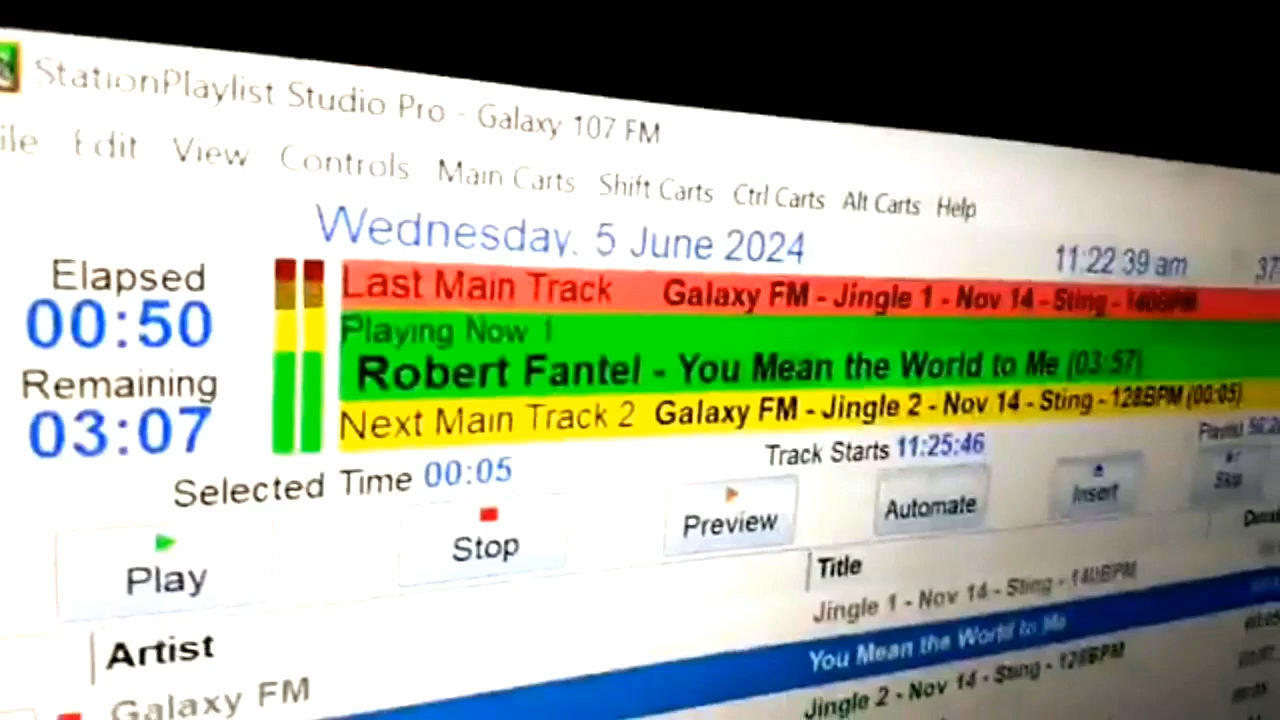 StationPlaylist Studio Pro - Galaxy 107 FM
Edit View Controls Main Carts Shift Carts Ctrl Carts Alt Carts Help
Wednesday, 5 June 2024 11:22:39 am 37
Elapsed
00:50
Remaining
03:07
Last Main Track Galaxy FM - Jingle 1 - Nov 14 - Sting - 140BPM
Playing Now 1
Robert Fantel - You Mean the World to Me (03:57)
Next Main Track 2 Galaxy FM - Jingle 2 - Nov 14 - Sting - 128BPM (00:05)
Selected Time 00:05
Track Starts 11:25:46
Playlist
Play Stop Preview Automate Insert Skip
Artist Title
Galaxy FM Jingle 1 - Nov 14 - Sting - 140BPM
You Mean the World to Me
Jingle 2 - Nov 14 - Sting - 128BPM